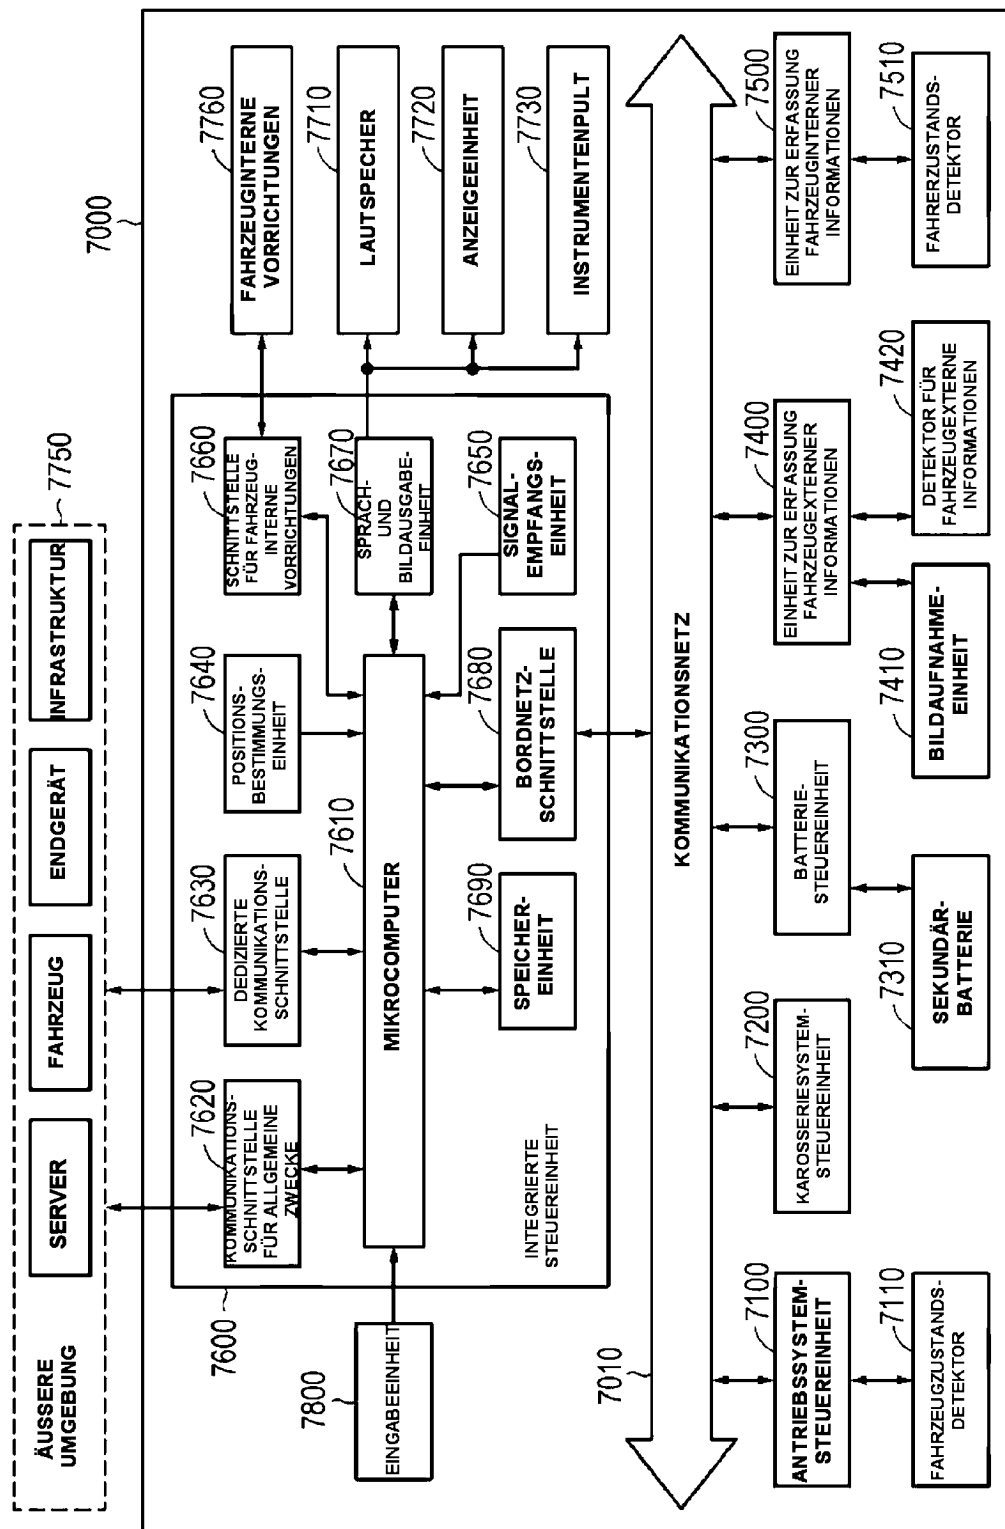 7000
ÄUSSERE
UMGEBUNG
SERVER
FAHRZEUG
ENDGERÄT
INFRASTRUKTUR
7750
7600
7620
KOMMUNIKATIONS-
SCHNITTSTELLE
FÜR ALLGEMEINE
ZWECKE
7630
DEDIZIERTE
KOMMUNIKATIONS-
SCHNITTSTELLE
7640
POSITIONS-
BESTMMUNGS-
EINHEIT
7660
SCHNITTSTELLE
FÜR FAHRZEUG-
INTERNE
VORRICHTUNGEN
7760
FAHRZEUGINTERNE
VORRICHTUNGEN
7800
EINGABEEINHEIT
7610
MIKROCOMPUTER
7670
SPRACH-
UND
BILDAUSGABE-
EINHEIT
7710
LAUTSPECHER
7720
ANZEIGEEINHEIT
7730
INSTRUMENTENPULT
INTEGRIERTE
STEUEREINHEIT
7690
SPEICHER-
EINHEIT
7680
BORDNETZ-
SCHNITTSTELLE
7650
SIGNAL-
EMPFANGS-
EINHEIT
7010
KOMMUNIKATIONSNETZ
7100
ANTRIEBSSYSTEM-
STEUEREINHEIT
7200
KAROSSERIESYSTEM-
STEUEREINHEIT
7300
BATTERIE-
STEUEREINHEIT
7400
EINHEIT ZUR ERFASSUNG
FAHRZEUGEXTERNER
INFORMATIONEN
7500
EINHEIT ZUR ERFASSUNG
FAHRZEUGINTERNER
INFORMATIONEN
7110
FAHRZEUGZUSTANDS-
DETEKTOR
7310
SEKUNDÄR-
BATTERIE
7410
BILDAUFNAHME-
EINHEIT
7420
DETEKTOR FÜR
FAHRZEUGEXTERNE
INFORMATIONEN
7510
FAHRERZUSTANDS-
DETEKTOR